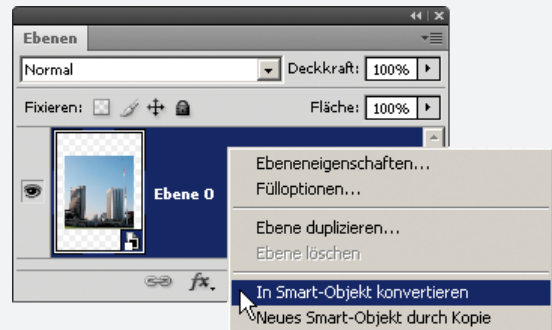 Ebenen
Normal
Deckkraft: 100%
Fixieren:
Fläche: 100%
Ebene 0
fx.
Ebeneneigenschaften...
Fülloptionen...
Ebene duplizieren...
Ebene löschen
In Smart-Objekt konvertieren
Neues Smart-Objekt durch Kopie